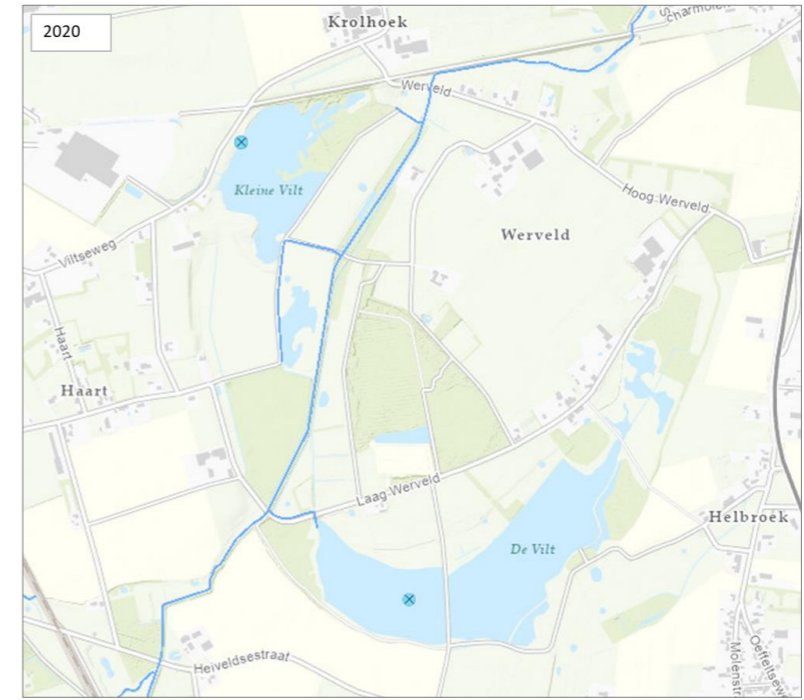 2020
Krolhoek
Werveld
Kleine Vilt
Hoog-Werveld
Werveld
Viltseweg
Haart
Haart
Laag-Werveld
Helbroek
De Vilt
Heiveldsestraat